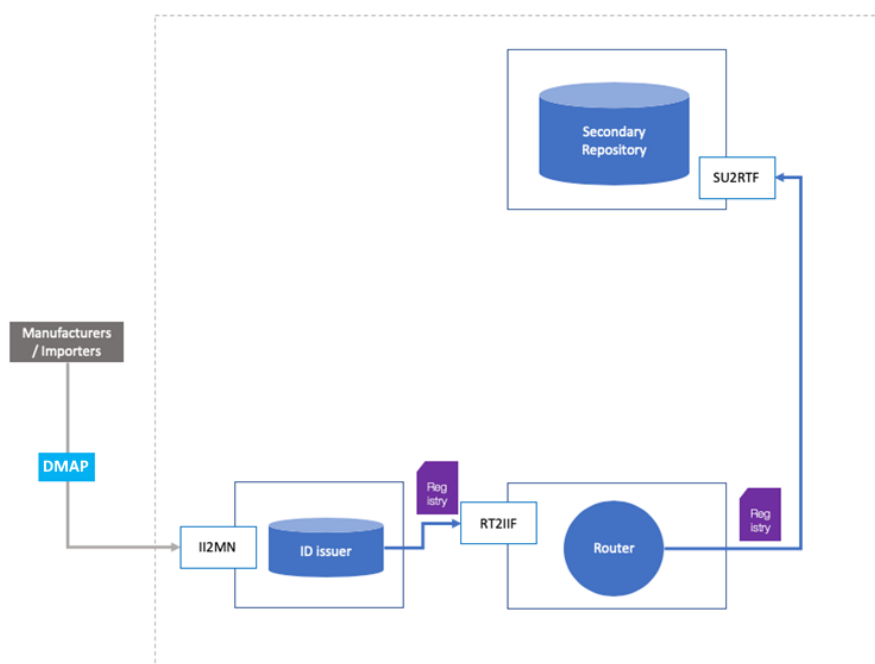 Secondary
Repository
SU2RTF
Manufacturers
/ Importers
DMAP
Reg
istry
II2MN
ID issuer
RT2IIF
Router
Reg
istry